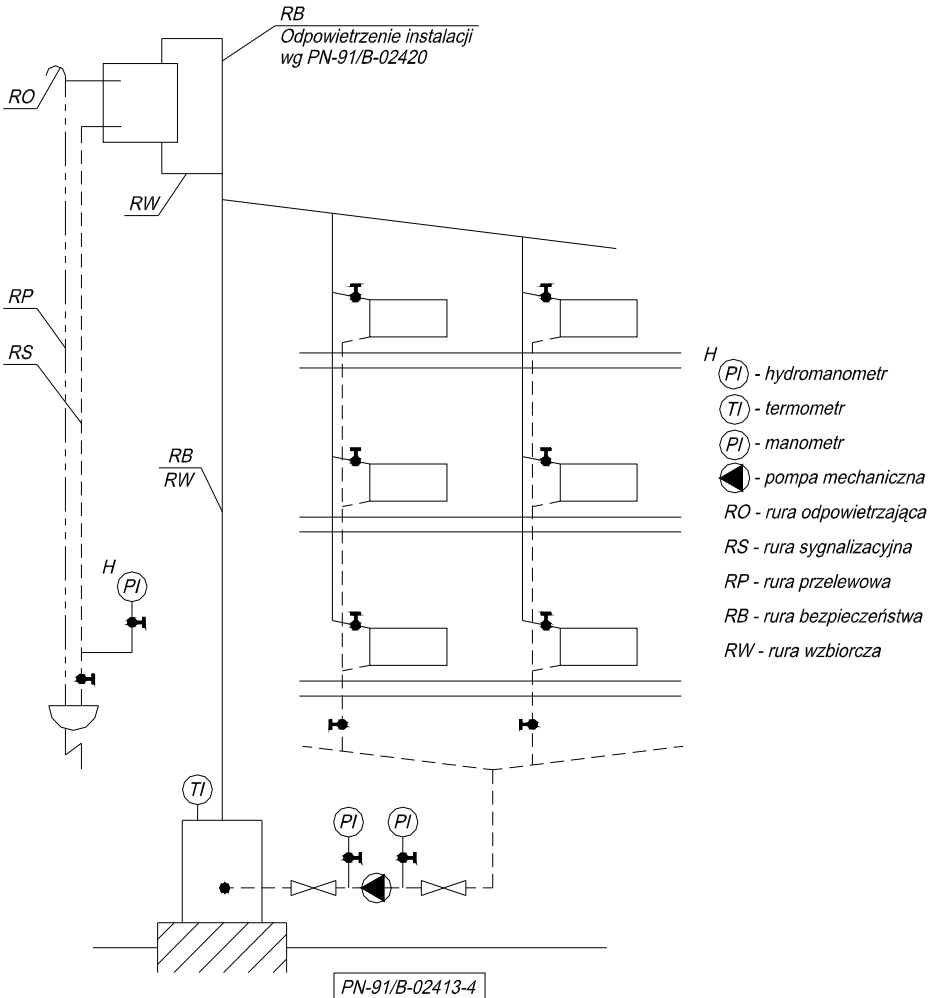 RB
Odpowietrzenie instalacji
wg PN-91/B-02420
RO
RW
RP
RS
RB
RW
H
PI
TI
PI
PI
H
PI - hydromanometr
TI - termometr
PI - manometr
- pompa mechaniczna
RO - rura odpowietrzająca
RS - rura sygnalizacyjna
RP - rura przelewowa
RB - rura bezpieczeństwa
RW - rura wzbiorcza
PN-91/B-02413-4